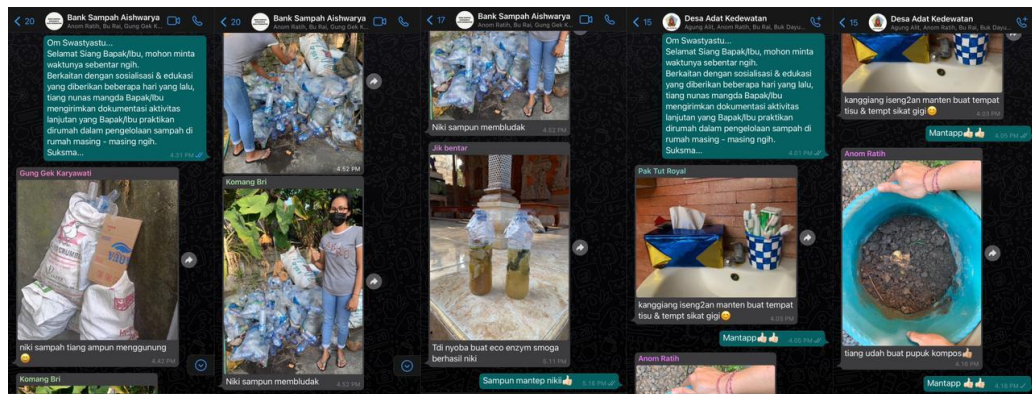 20
Bank Sampah Aishwarya
Anom Ratih, Bu Rai, Gung Gek K...
Om Swastyastu...
Selamat Siang Bapak/Ibu, mohon minta
waktunya sebentar ngih.
Berkaitan dengan sosialisasi & edukasi
yang diberikan beberapa hari yang lalu,
tiang nunas mangda Bapak/Ibu
mengirimkan dokumentasi aktivitas
lanjutan yang Bapak/Ibu praktikan
dirumah dalam pengelolaan sampah di
rumah masing - masing ngih.
Suksma...
4.31 PM
Gung Gek Karyawati
niki sampah tiang ampun menggunung
😄
4.42 PM
Komang Bri
20
Bank Sampah Aishwarya
Anom Ratih, Bu Rai, Gung Gek K...
4.52 PM
Komang Bri
Niki sampun membludak
4.52 PM
17
Bank Sampah Aishwarya
Anom Ratih, Bu Rai, Gung Gek K...
Niki sampun membludak
4.52 PM
Jik bentar
Tdi nyoba buat eco enzym smoga
berhasil niki
5.11 PM
Sampun mantep nikii👍🏻
5.18 PM
15
Desa Adat Kedewatan
Agung Alit, Anom Ratih, Bu Rai, Buk Dayu...
Om Swastyastu...
Selamat Siang Bapak/Ibu, mohon minta
waktunya sebentar ngih.
Berkaitan dengan sosialisasi & edukasi
yang diberikan beberapa hari yang lalu,
tiang nunas mangda Bapak/Ibu
mengirimkan dokumentasi aktivitas
lanjutan yang Bapak/Ibu praktikan
dirumah dalam pengelolaan sampah di
rumah masing - masing ngih.
Suksma...
4.01 PM
Pak Tut Royal
kanggiang iseng2an manten buat tempat
tisu & tempt sikat gigi😄
4.03 PM
Mantapp👍🏻👍🏻
4.05 PM
Anom Ratih
15
Desa Adat Kedewatan
Agung Alit, Anom Ratih, Bu Rai, Buk Dayu...
kanggiang iseng2an manten buat tempat
tisu & tempt sikat gigi😄
4.03 PM
Mantapp👍🏻👍🏻
4.05 PM
Anom Ratih
tiang udah buat pupuk kompos👍🏻
4.16 PM
Mantapp 👍🏻👍🏻
4.16 PM